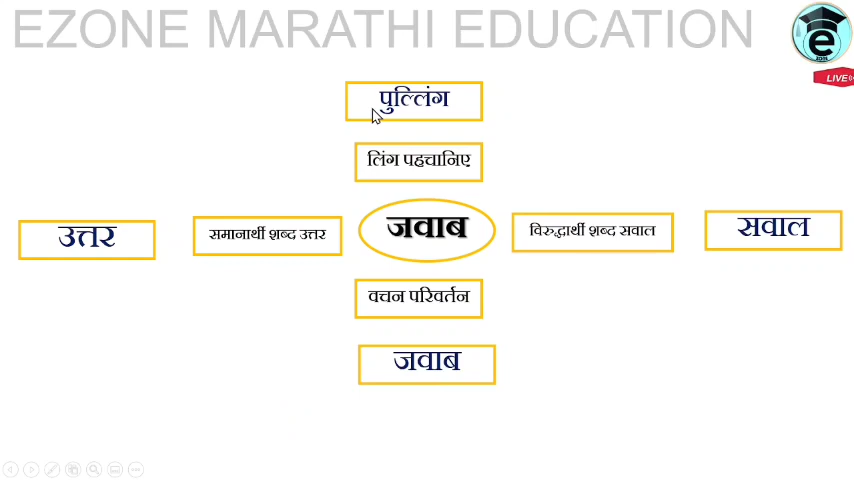 EZONE MARATHI EDUCATION
e
EZONE
LIVE
पुल्लिंग
लिंग पहचानिए
उत्तर
समानार्थी शब्द उत्तर
जवाब
विरुद्धार्थी शब्द सवाल
सवाल
वचन परिवर्तन
जवाब